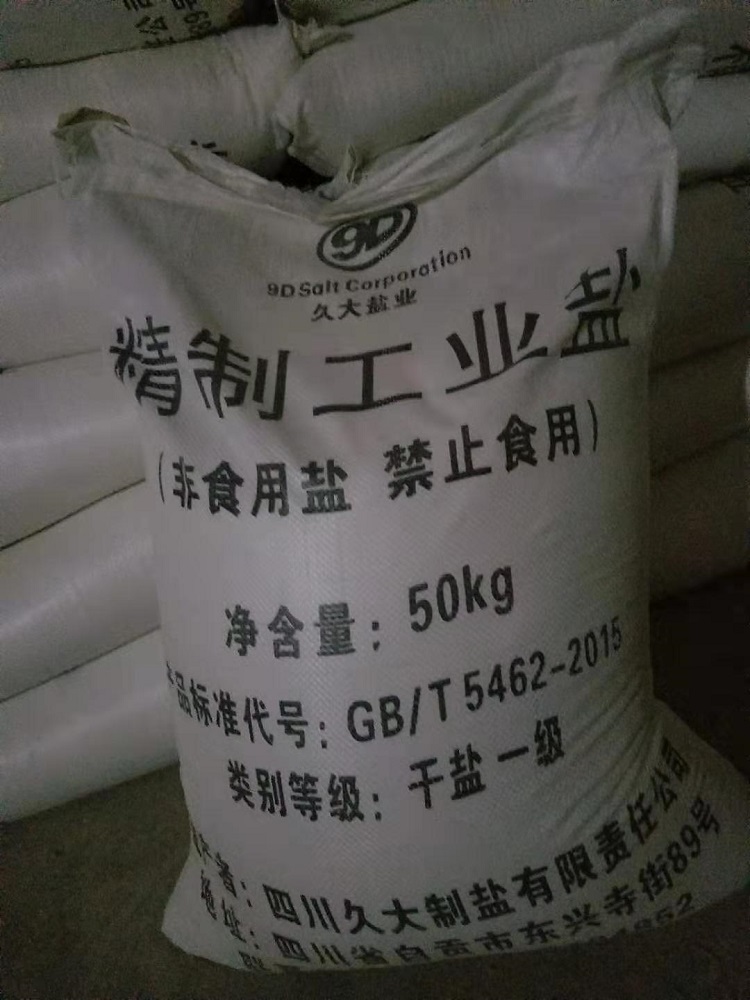 9D
9D Salt Corporation
久大盐业
精制工业盐
(非食用盐 禁止食用)
净含量：50kg
品标准代号：GB/T 5462-2015
类别等级：干盐一级
者：四川久大制盐有限责任公司
地址：四川省自贡市东兴寺街89号